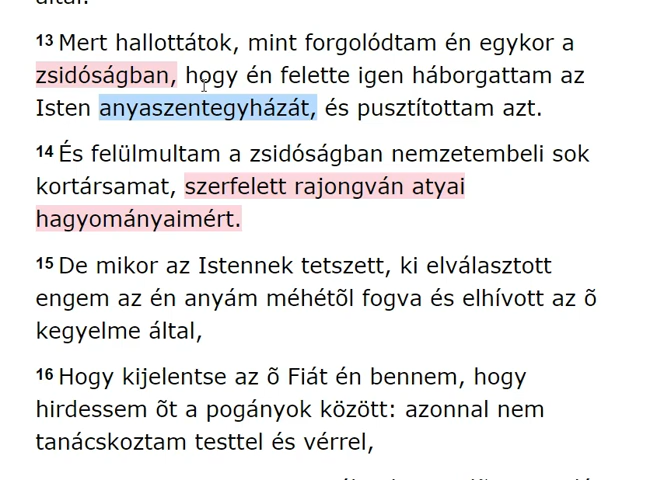 által.
13 Mert hallottátok, mint forgolódtam én egykor a
zsidóságban, hogy én felette igen háborgattam az
Isten anyaszentegyházát, és pusztítottam azt.
14 És felülmultam a zsidóságban nemzetembeli sok
kortársamat, szerfelett rajongván atyai
hagyományaimért.
15 De mikor az Istennek tetszett, ki elválasztott
engem az én anyám méhétõl fogva és elhívott az õ
kegyelme által,
16 Hogy kijelentse az õ Fiát én bennem, hogy
hirdessem õt a pogányok között: azonnal nem
tanácskoztam testtel és vérrel,